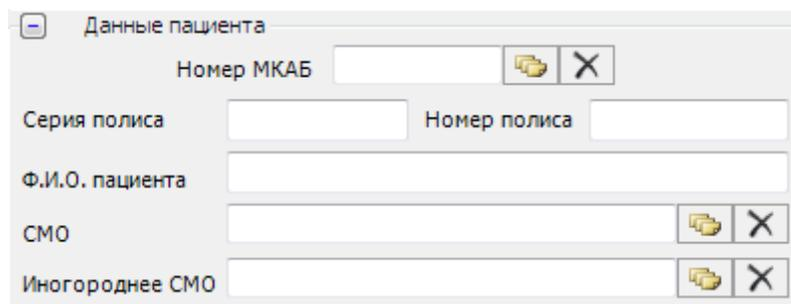 Данные пациента
Номер МКАБ
Серия полиса Номер полиса
Ф.И.О. пациента
СМО
Иногороднее СМО